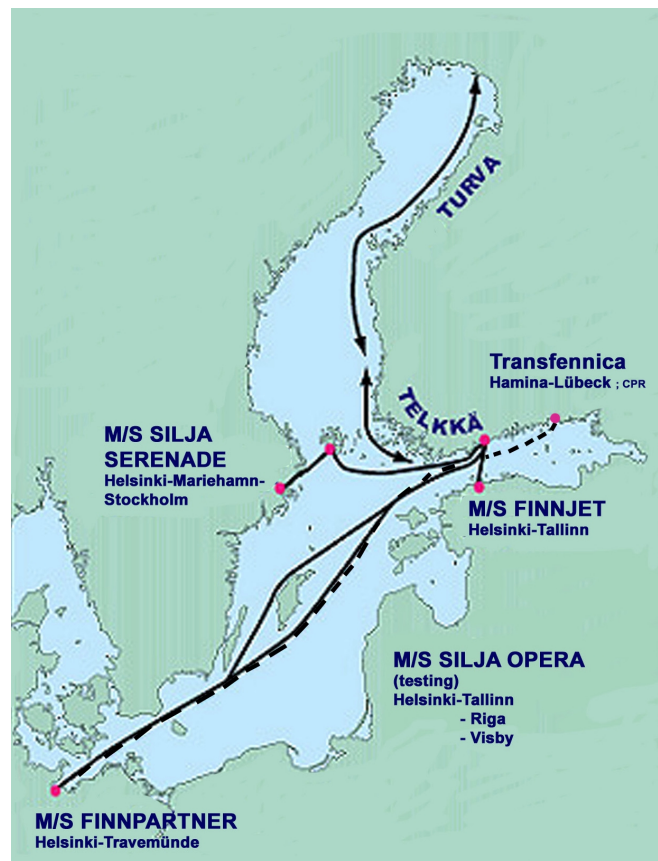 TURVA
Transfennica
Hamina-Lübeck ; CPR
TELKKÄ
M/S SILJA
SERENADE
Helsinki-Mariehamn-
Stockholm
M/S FINNJET
Helsinki-Tallinn
M/S SILJA OPERA
(testing)
Helsinki-Tallinn
- Riga
- Visby
M/S FINNPARTNER
Helsinki-Travemünde